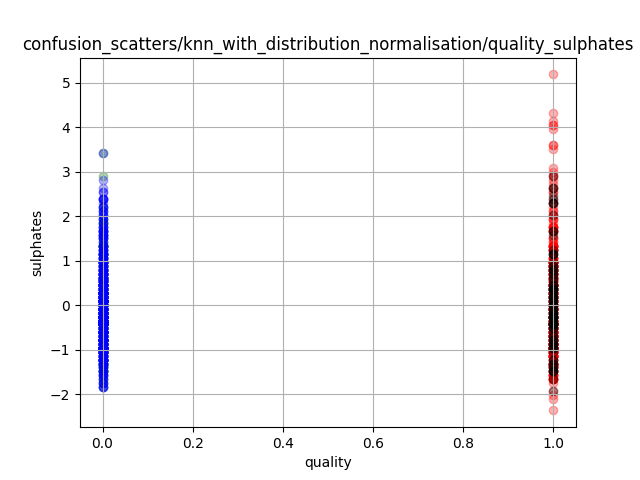 confusion_scatters/knn_with_distribution_normalisation/quality_sulphates
5
4
3
2
1
0
−1
−2
sulphates
0.0 0.2 0.4 0.6 0.8 1.0
quality